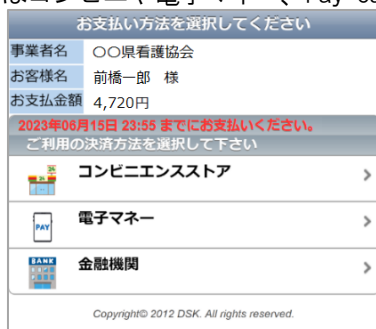 お支払い方法を選択してください
事業者名 〇〇県看護協会
お客様名 前橋一郎 様
お支払金額 4,720円
2023年06月15日 23:55 までにお支払いください。
ご利用の決済方法を選択して下さい
コンビニエンスストア
PAY 電子マネー
BANK 金融機関
Copyright© 2012 DSK. All rights reserved.